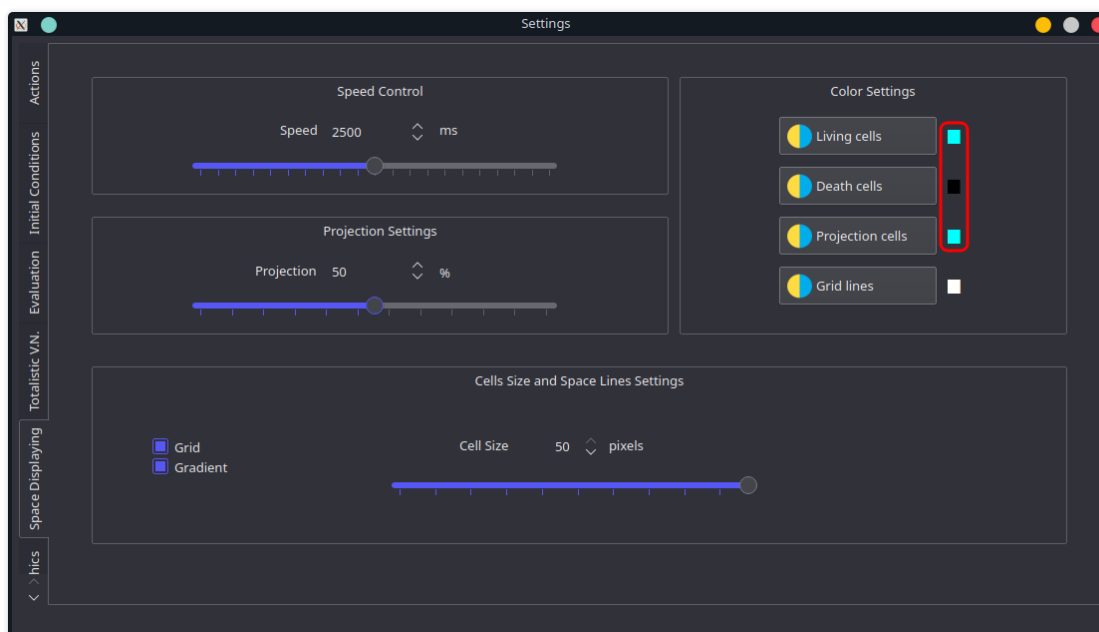 Settings
Actions
Initial Conditions
Evaluation
Totalistic V.N.
Space Displaying
hics
Speed Control
Speed 2500 ms
Projection Settings
Projection 50 %
Color Settings
Living cells
Death cells
Projection cells
Grid lines
Cells Size and Space Lines Settings
Grid
Gradient
Cell Size 50 pixels